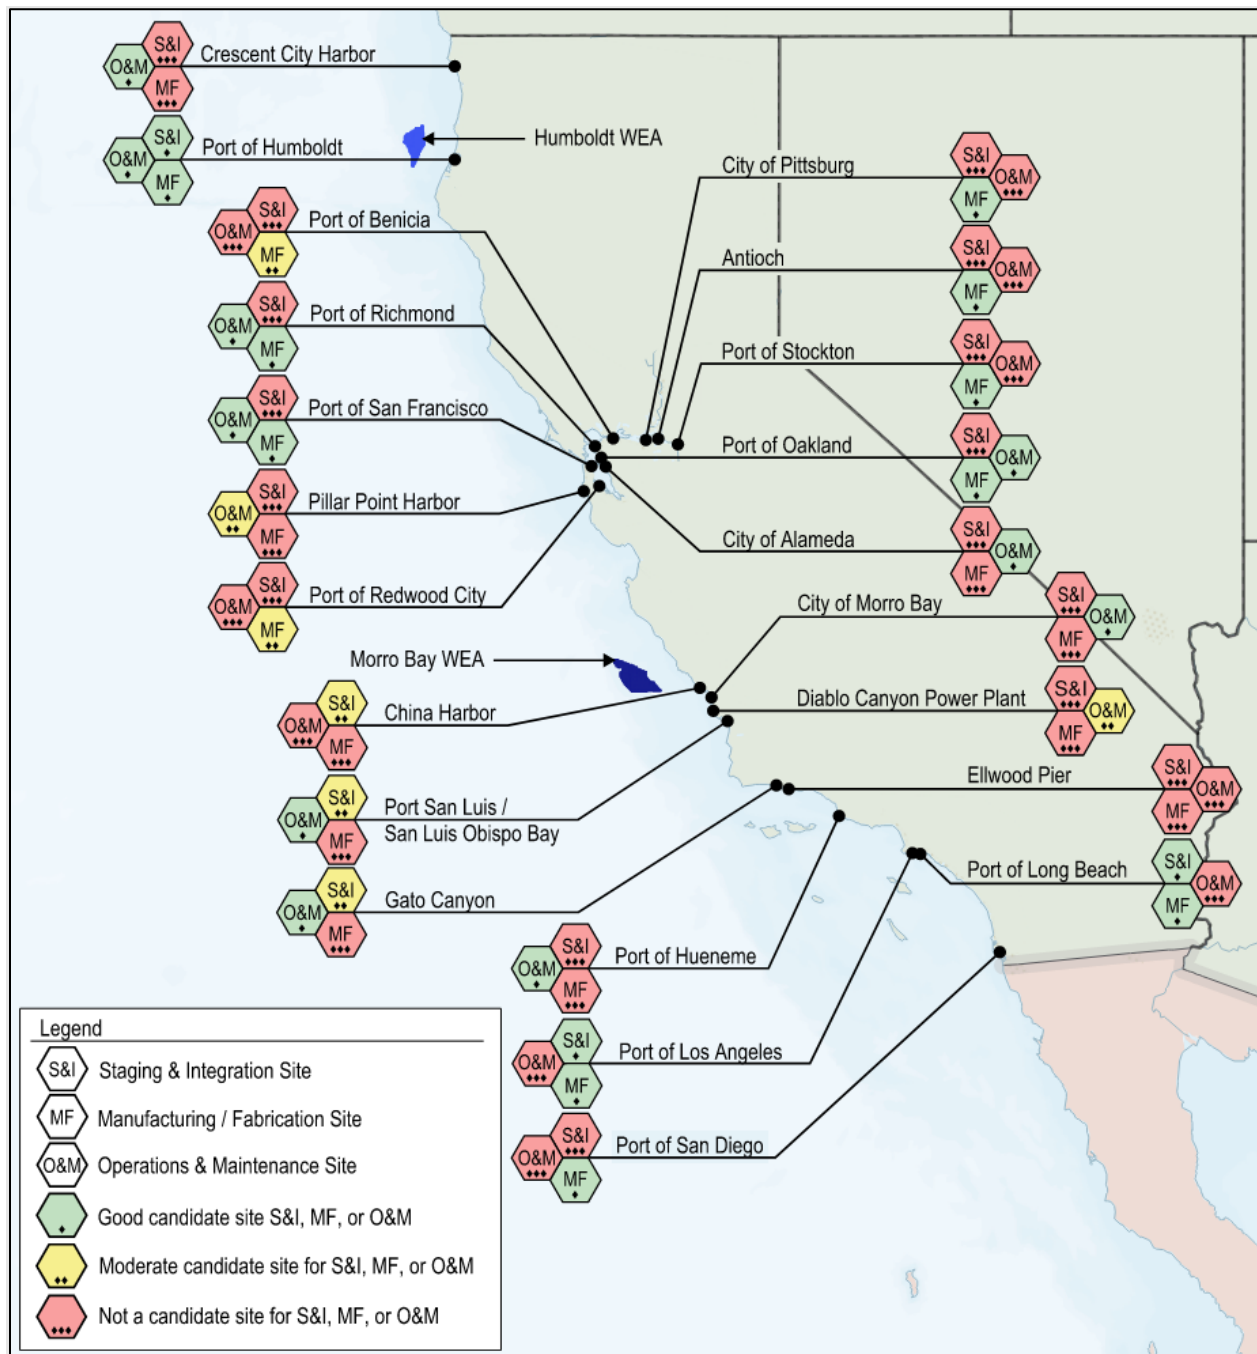 S&I
O&M
MF
Crescent City Harbor
S&I
O&M
MF
Port of Humboldt
Humboldt WEA
S&I
O&M
MF
Port of Benicia
S&I
O&M
MF
Port of Richmond
S&I
O&M
MF
Port of San Francisco
S&I
O&M
MF
Pillar Point Harbor
S&I
O&M
MF
Port of Redwood City
Morro Bay WEA
S&I
O&M
MF
China Harbor
S&I
O&M
MF
Port San Luis /
San Luis Obispo Bay
S&I
O&M
MF
Gato Canyon
City of Pittsburg
S&I
O&M
MF
Antioch
S&I
O&M
MF
Port of Stockton
S&I
O&M
MF
Port of Oakland
S&I
O&M
MF
City of Alameda
S&I
O&M
MF
City of Morro Bay
S&I
O&M
MF
Diablo Canyon Power Plant
S&I
O&M
MF
Ellwood Pier
S&I
O&M
MF
Port of Long Beach
S&I
O&M
MF
S&I
O&M
MF
Port of Hueneme
S&I
O&M
MF
Port of Los Angeles
S&I
O&M
MF
Port of San Diego
Legend
S&I Staging & Integration Site
MF Manufacturing / Fabrication Site
O&M Operations & Maintenance Site
Good candidate site S&I, MF, or O&M
Moderate candidate site for S&I, MF, or O&M
Not a candidate site for S&I, MF, or O&M